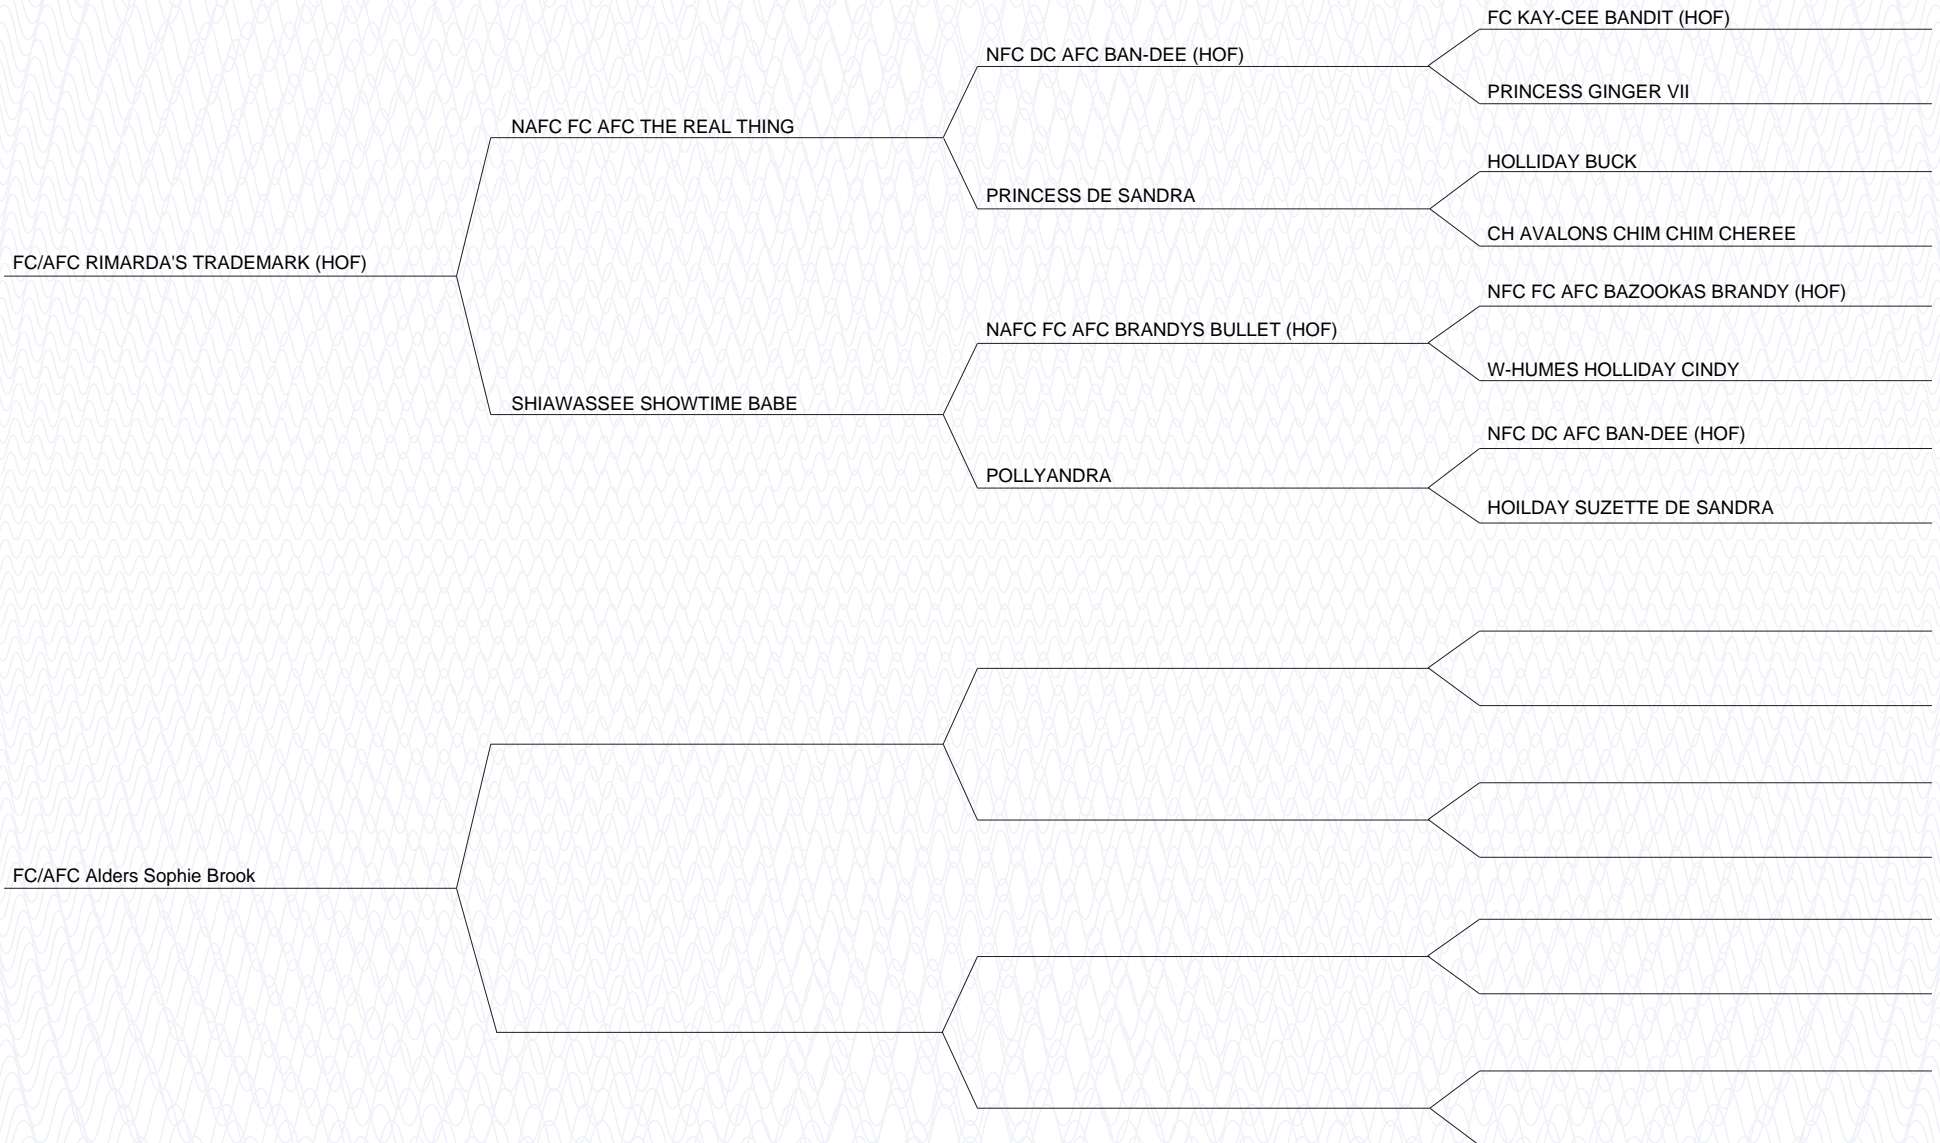 FC KAY-CEE BANDIT (HOF)
NFC DC AFC BAN-DEE (HOF)
PRINCESS GINGER VII
NAFC FC AFC THE REAL THING
HOLLIDAY BUCK
PRINCESS DE SANDRA
CH AVALONS CHIM CHIM CHEREE
FC/AFC RIMARDA'S TRADEMARK (HOF)
NFC FC AFC BAZOOKAS BRANDY (HOF)
NAFC FC AFC BRANDYS BULLET (HOF)
W-HUMES HOLLIDAY CINDY
SHIAWASSEE SHOWTIME BABE
NFC DC AFC BAN-DEE (HOF)
POLLYANDRA
HOILDAY SUZETTE DE SANDRA
FC/AFC Alders Sophie Brook